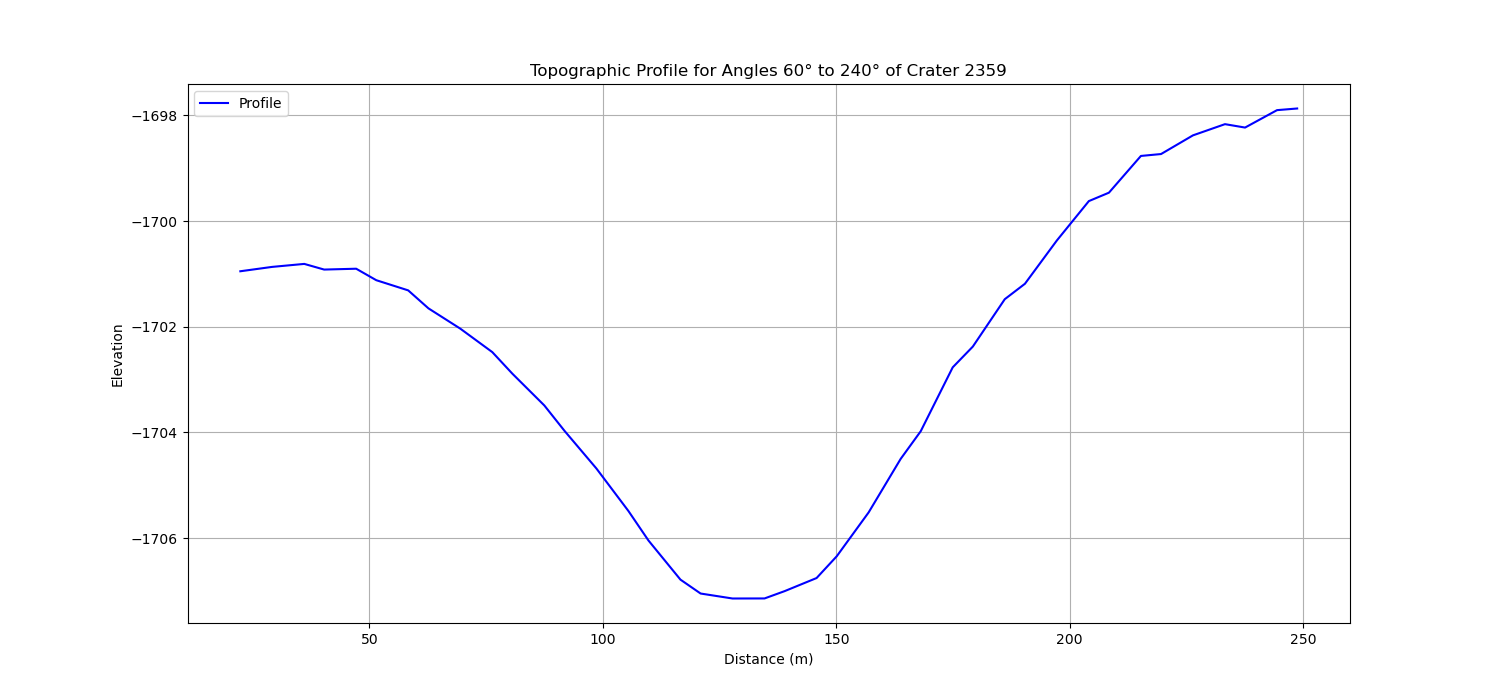 Topographic Profile for Angles 60° to 240° of Crater 2359
Profile
−1698
−1700
−1702
−1704
−1706
Elevation
50
100
150
200
250
Distance (m)